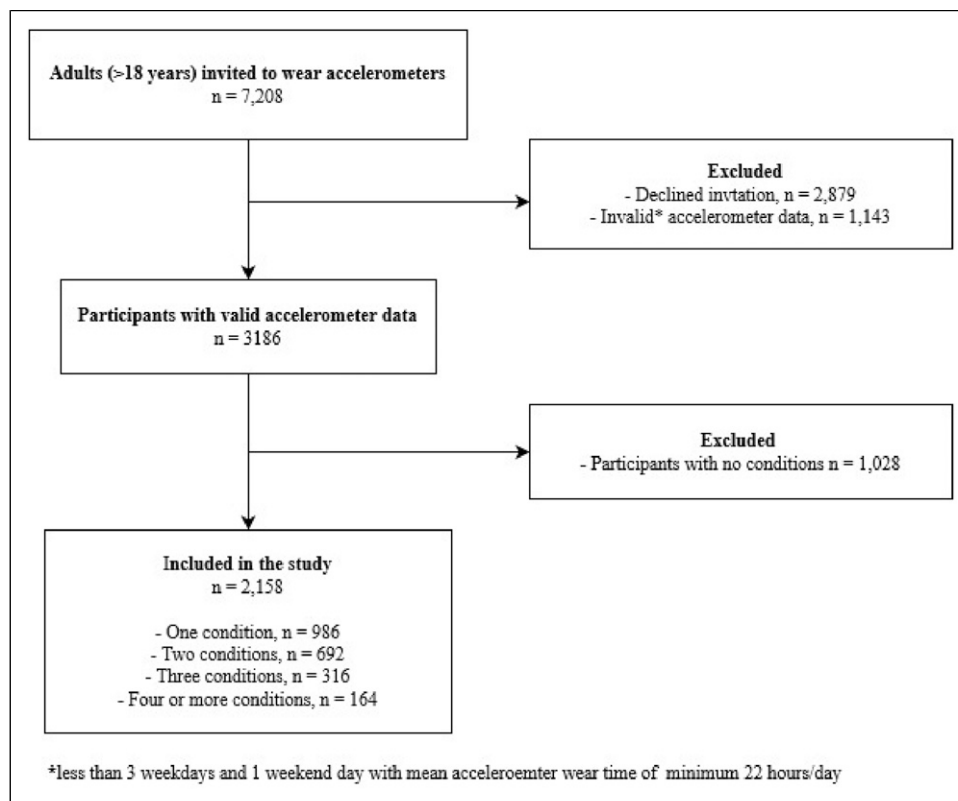 Adults (>18 years) invited to wear accelerometers
n = 7,208
Excluded
- Declined invtation, n = 2,879
- Invalid* accelerometer data, n = 1,143
Participants with valid accelerometer data
n = 3186
Excluded
- Participants with no conditions n = 1,028
Included in the study
n = 2,158
- One condition, n = 986
- Two conditions, n = 692
- Three conditions, n = 316
- Four or more conditions, n = 164
*less than 3 weekdays and 1 weekend day with mean acceleroemter wear time of minimum 22 hours/day